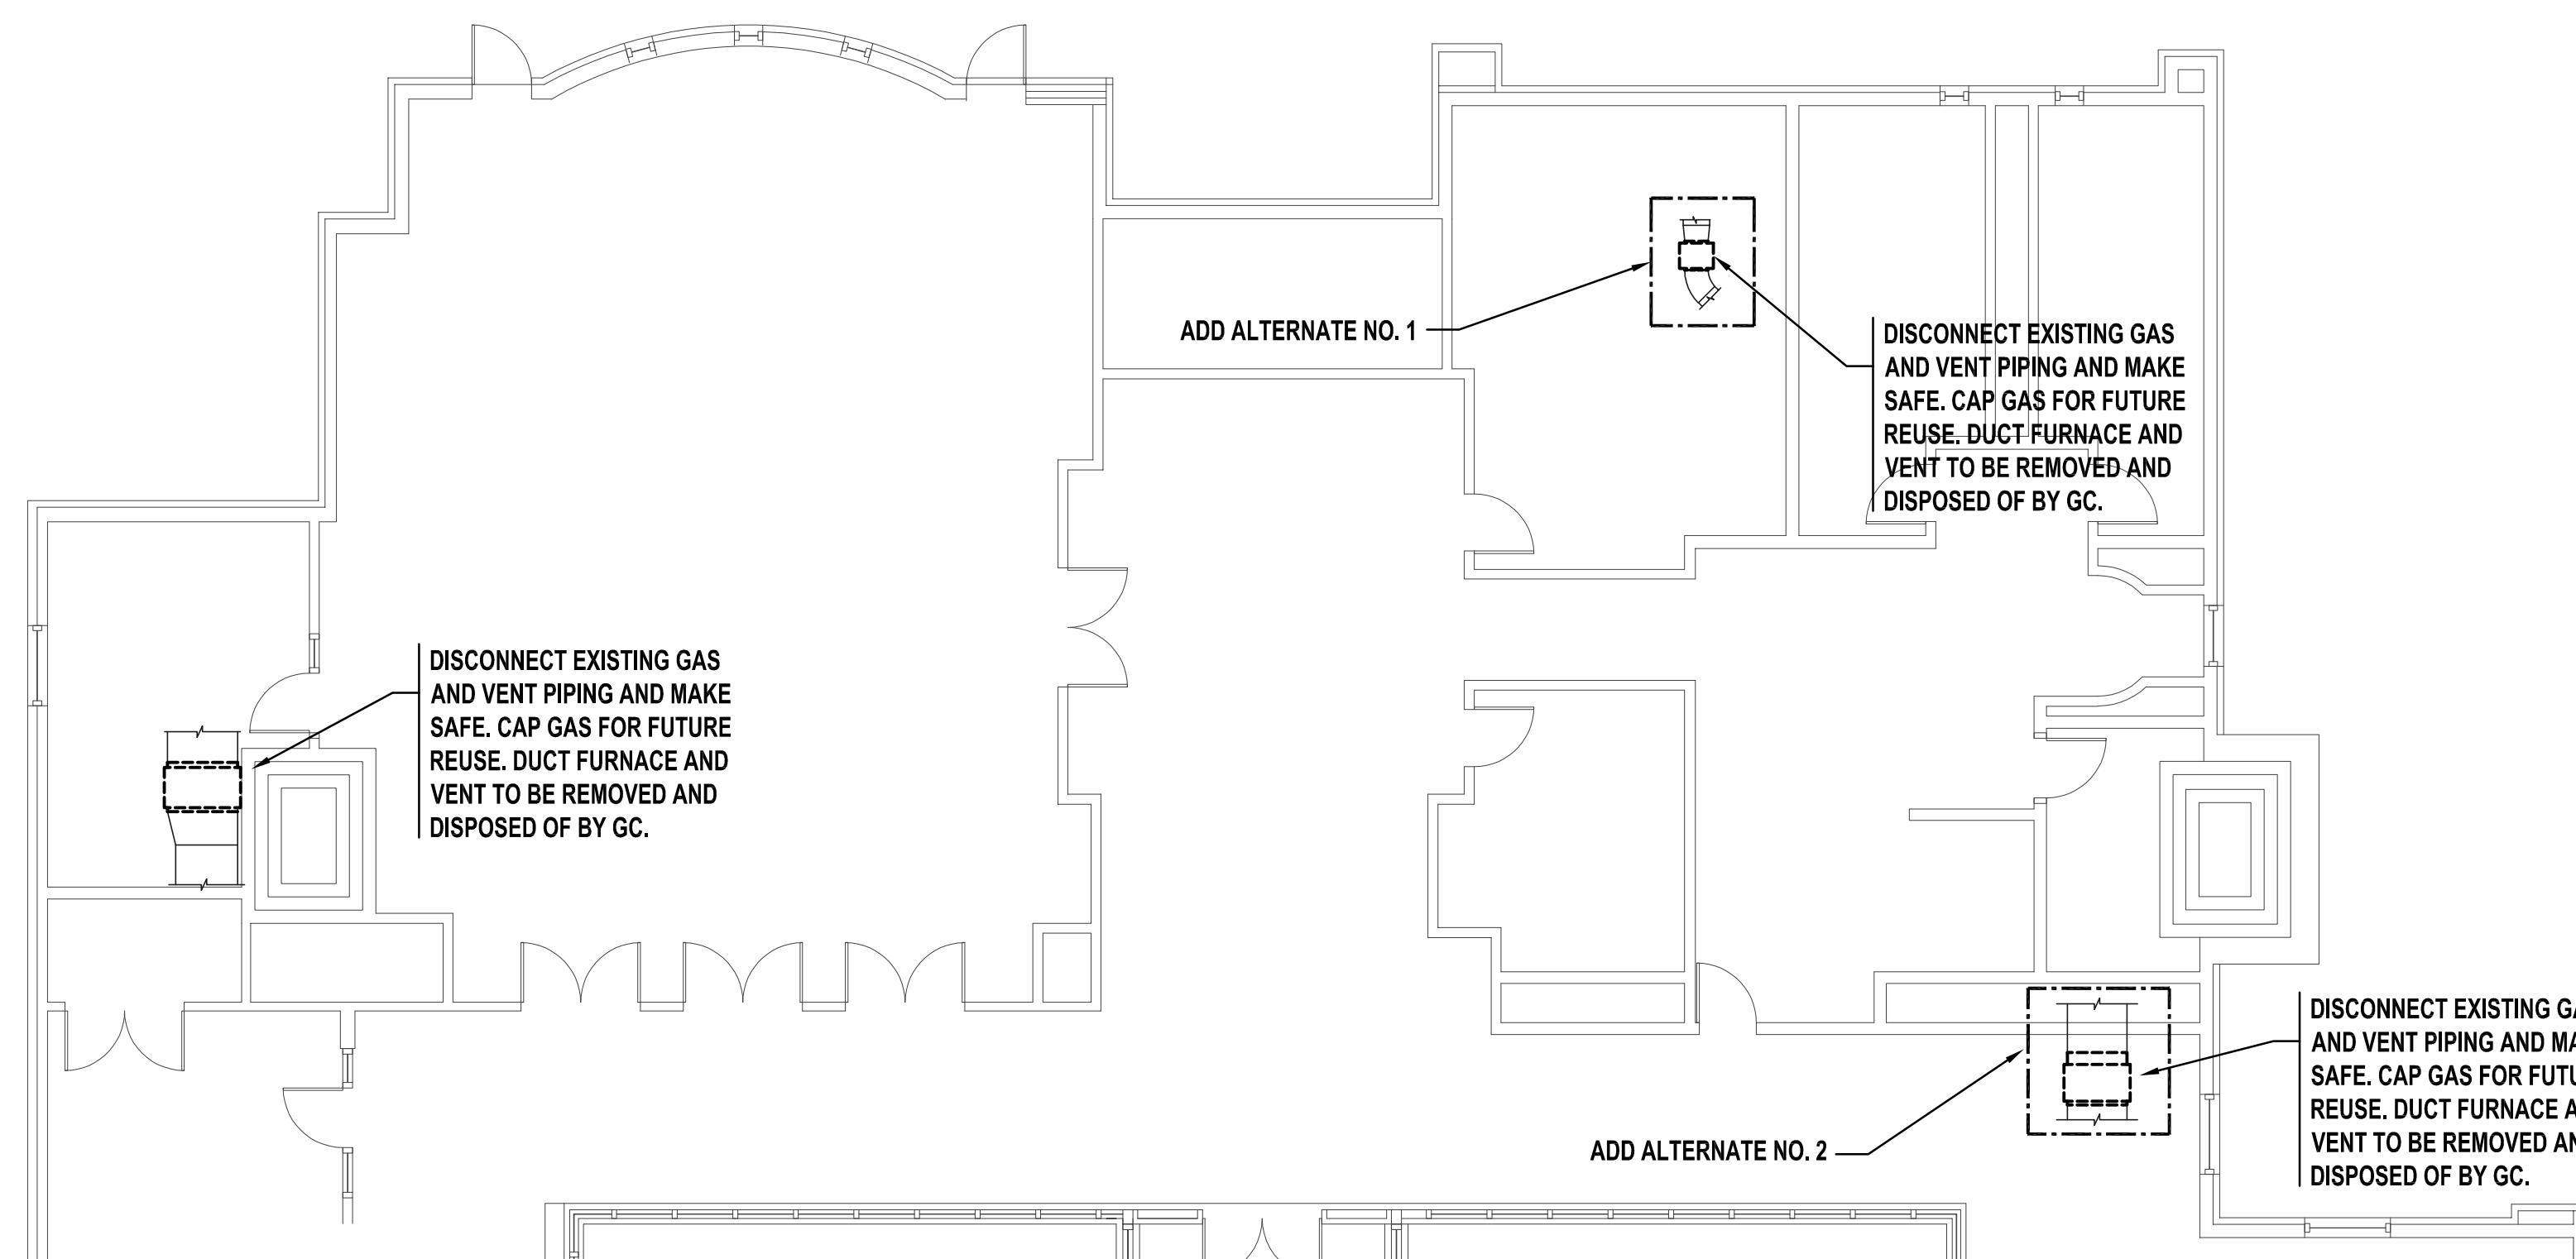 ADD ALTERNATE NO. 1
DISCONNECT EXISTING GAS
AND VENT PIPING AND MAKE
SAFE. CAP GAS FOR FUTURE
REUSE. DUCT FURNACE AND
VENT TO BE REMOVED AND
DISPOSED OF BY GC.
DISCONNECT EXISTING GAS
AND VENT PIPING AND MAKE
SAFE. CAP GAS FOR FUTURE
REUSE. DUCT FURNACE AND
VENT TO BE REMOVED AND
DISPOSED OF BY GC.
ADD ALTERNATE NO. 2
DISCONNECT EXISTING
AND VENT PIPING AND
SAFE. CAP GAS FOR
REUSE. DUCT FURNACE
VENT TO BE REMOVED
DISPOSED OF BY GC.